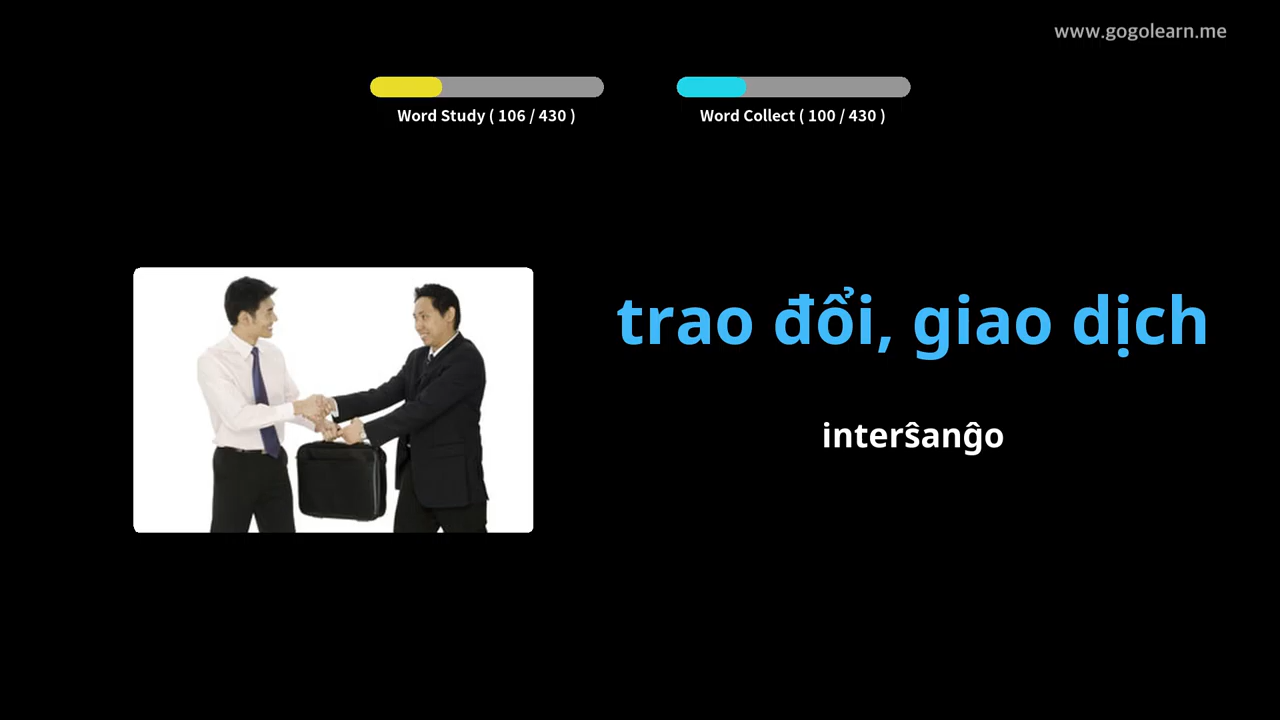 www.gogolearn.me
Word Study ( 106 / 430 )
Word Collect ( 100 / 430 )
trao đổi, giao dịch
interŝanĝo